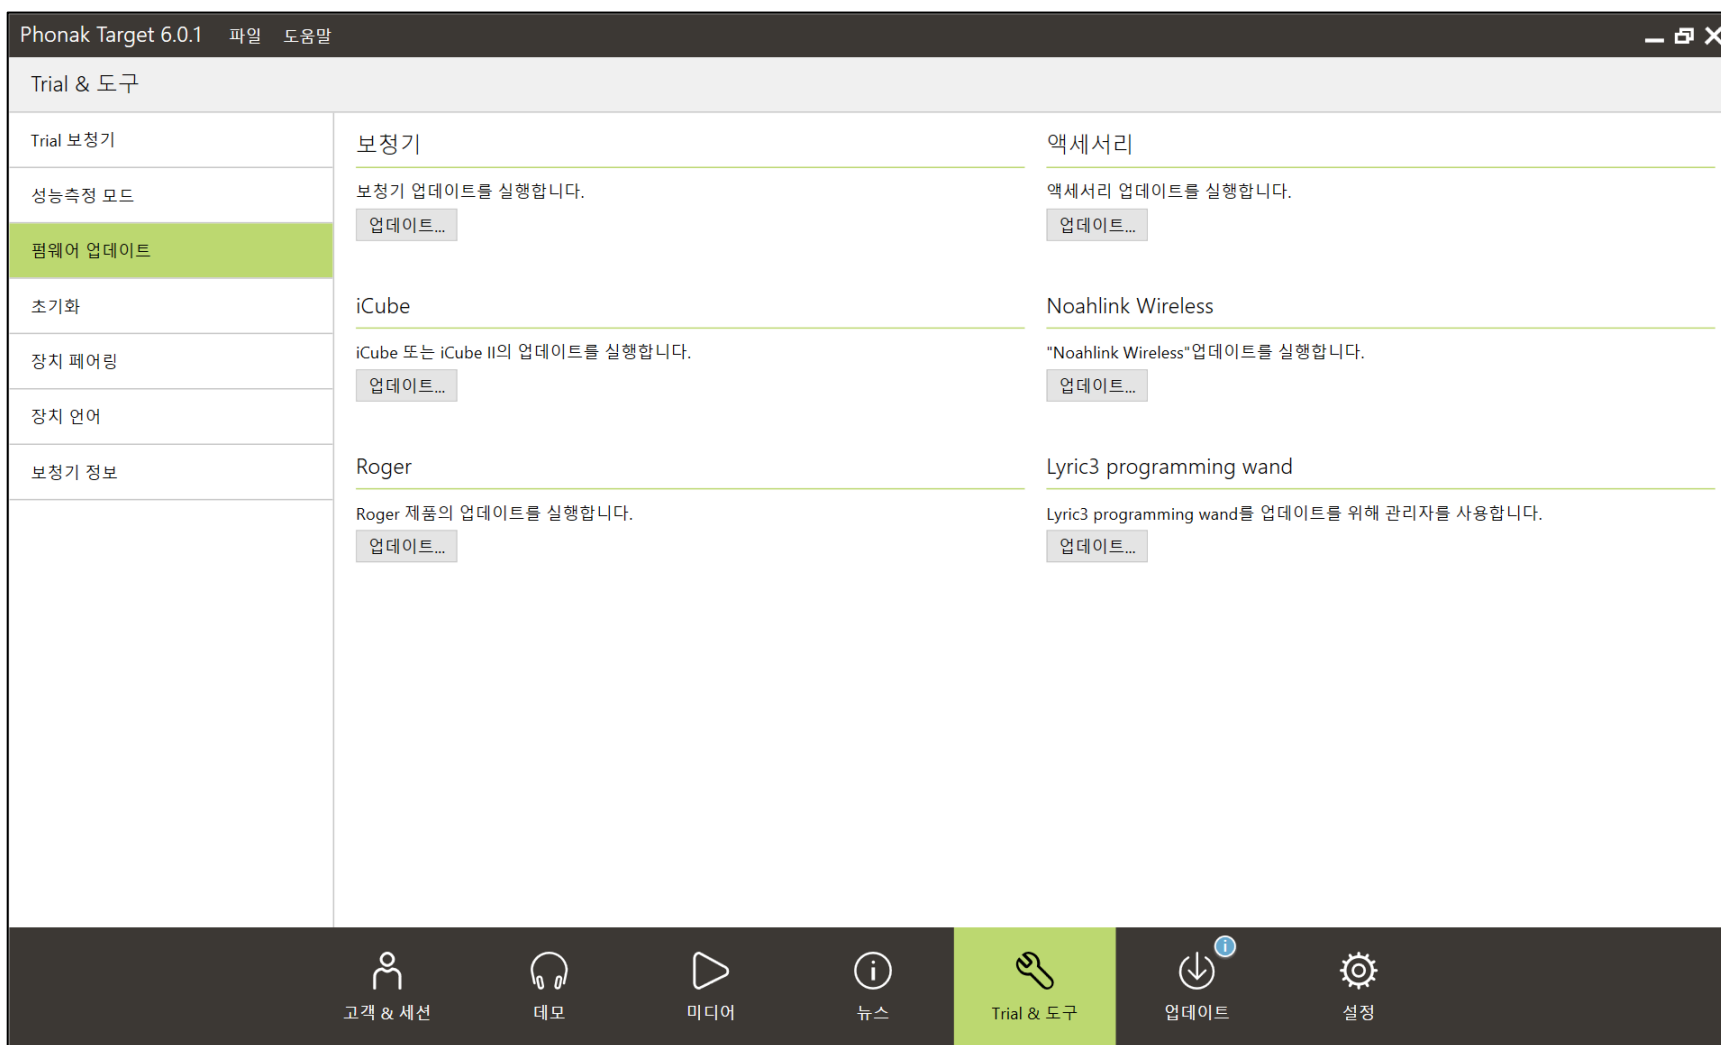 Phonak Target 6.0.1 파일 도움말
Trial & 도구
Trial 보청기
성능측정 모드
펌웨어 업데이트
초기화
장치 페어링
장치 언어
보청기 정보
보청기
보청기 업데이트를 실행합니다.
업데이트...
액세서리
액세서리 업데이트를 실행합니다.
업데이트...
iCube
iCube 또는 iCube II의 업데이트를 실행합니다.
업데이트...
Noahlink Wireless
"Noahlink Wireless"업데이트를 실행합니다.
업데이트...
Roger
Roger 제품의 업데이트를 실행합니다.
업데이트...
Lyric3 programming wand
Lyric3 programming wand를 업데이트를 위해 관리자를 사용합니다.
업데이트...
고객 & 세션
데모
미디어
뉴스
Trial & 도구
업데이트
설정